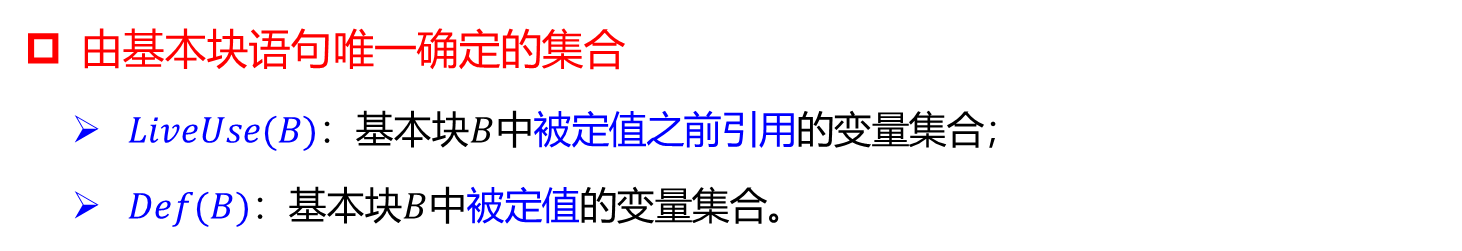 由基本块语句唯一确定的集合
LiveUse(B)：基本块B中被定值之前引用的变量集合；
Def(B)：基本块B中被定值的变量集合。